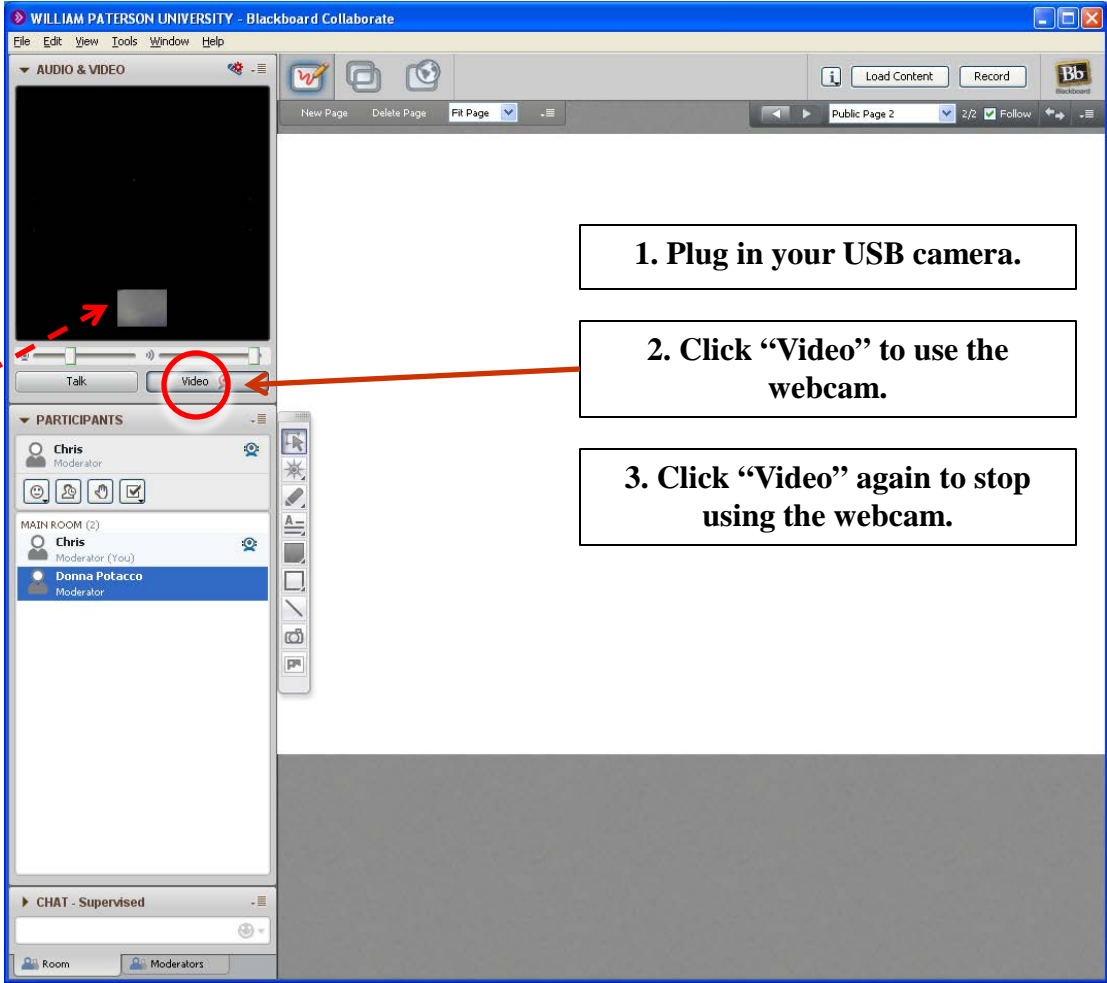 WILLIAM PATERSON UNIVERSITY - Blackboard Collaborate
File Edit View Tools Window Help
AUDIO & VIDEO
Load Content Record
Bb
Blackboard
New Page Delete Page Fit Page
Public Page 2 2/2 Follow
1. Plug in your USB camera.
2. Click “Video” to use the
webcam.
3. Click “Video” again to stop
using the webcam.
Talk Video
PARTICIPANTS
Chris
Moderator
MAIN ROOM (2)
Chris
Moderator (You)
Donna Potacco
Moderator
CHAT - Supervised
Room Moderators